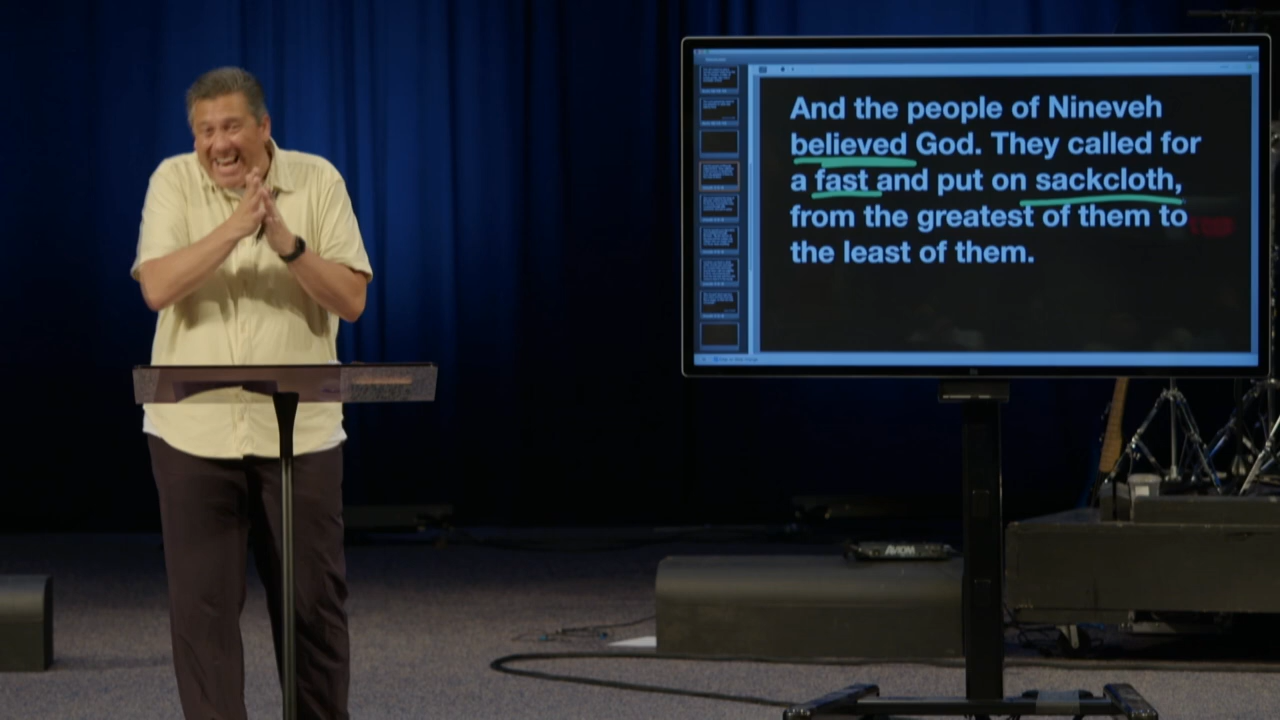 And the people of Nineveh
believed God. They called for
a fast and put on sackcloth,
from the greatest of them to
the least of them.
AVIOM